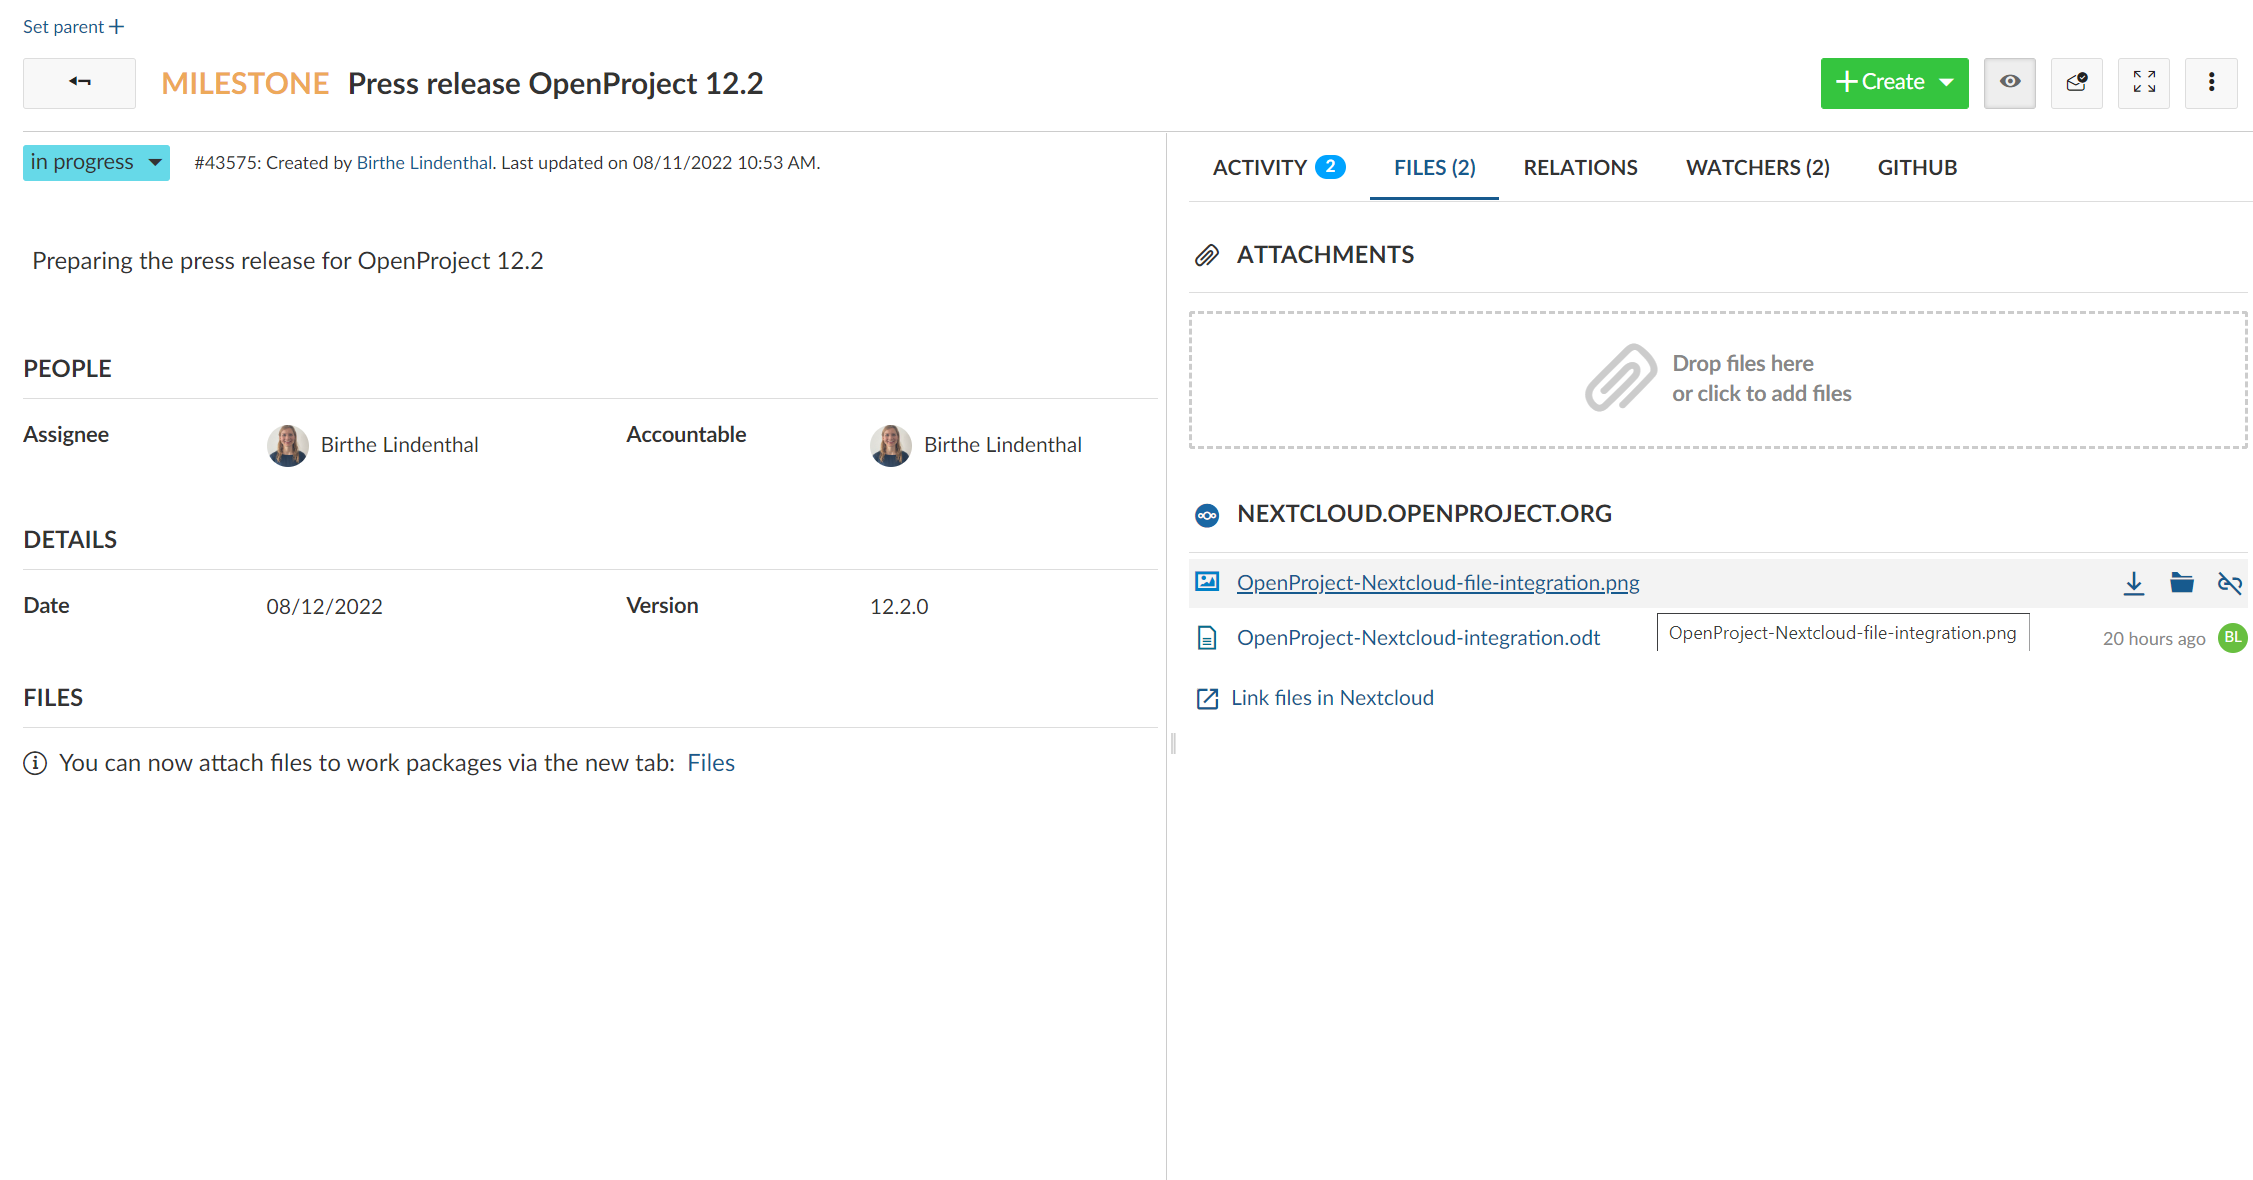 Set parent +
MILESTONE Press release OpenProject 12.2
+ Create
in progress
#43575: Created by Birthe Lindenthal. Last updated on 08/11/2022 10:53 AM.
Preparing the press release for OpenProject 12.2
PEOPLE
Assignee Birthe Lindenthal Accountable Birthe Lindenthal
DETAILS
Date 08/12/2022 Version 12.2.0
FILES
You can now attach files to work packages via the new tab: Files
ACTIVITY 2 FILES (2) RELATIONS WATCHERS (2) GITHUB
ATTACHMENTS
Drop files here
or click to add files
NEXTCLOUD.OPENPROJECT.ORG
OpenProject-Nextcloud-file-integration.png
OpenProject-Nextcloud-integration.odt
OpenProject-Nextcloud-file-integration.png
20 hours ago BL
Link files in Nextcloud